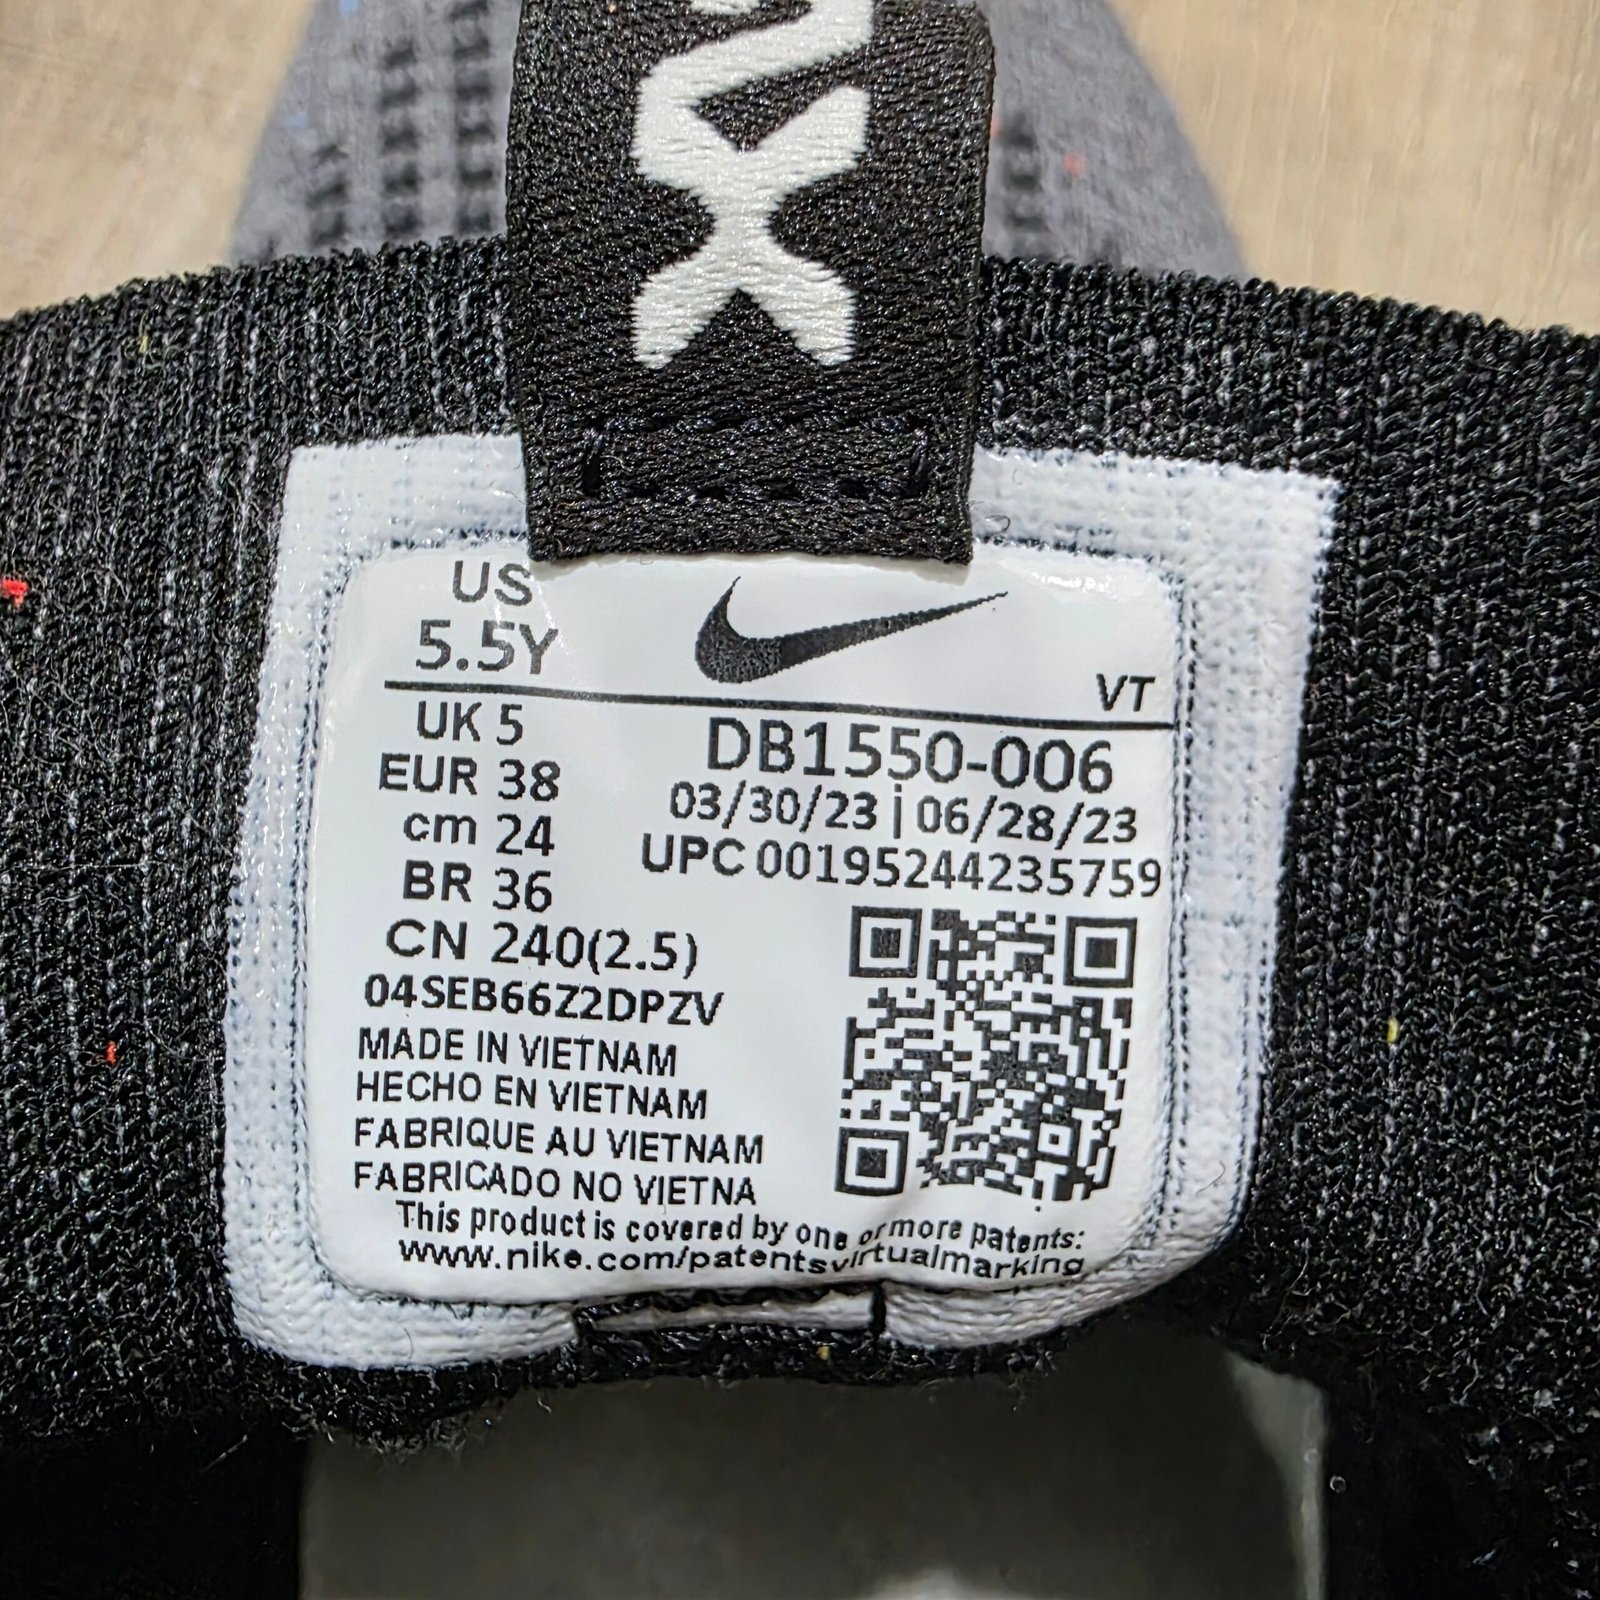 US
5.5Y
VT
UK 5
EUR 38
cm 24
BR 36
CN 240(2.5)
DB1550-006
03/30/23 | 06/28/23
UPC 00195244235759
04SEB66Z2DPZV
MADE IN VIETNAM
HECHO EN VIETNAM
FABRIQUE AU VIETNAM
FABRICADO NO VIETNA
This product is covered by one or more patents:
www.nike.com/patentsvirtualmarking